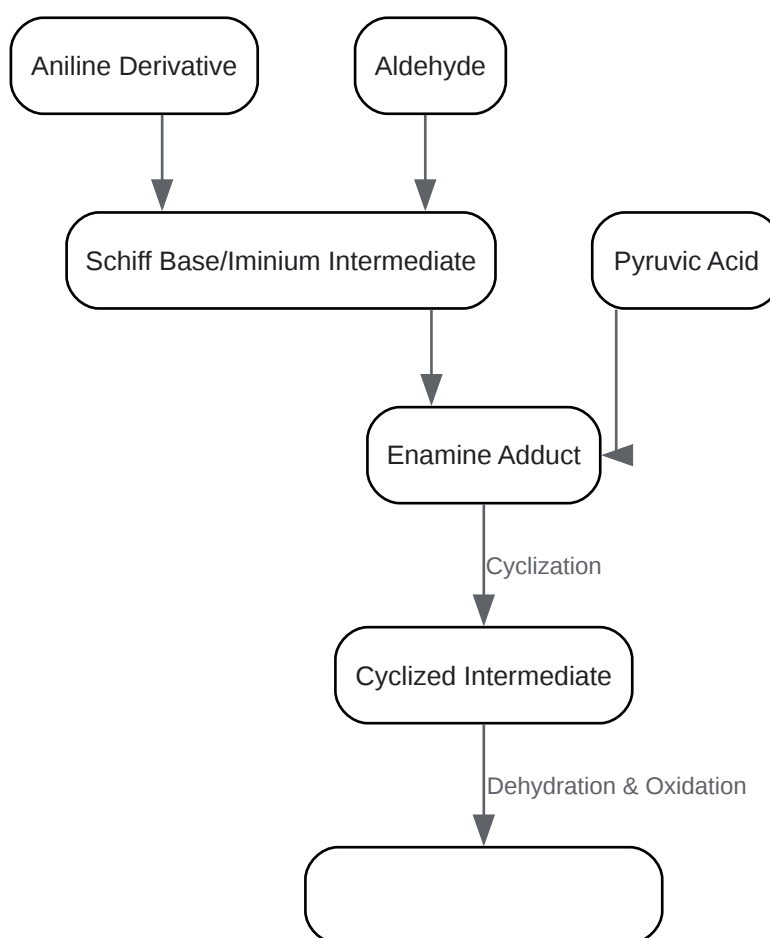 Aniline Derivative
Aldehyde
Schiff Base/Iminium Intermediate
Pyruvic Acid
Enamine Adduct
Cyclization
Cyclized Intermediate
Dehydration & Oxidation